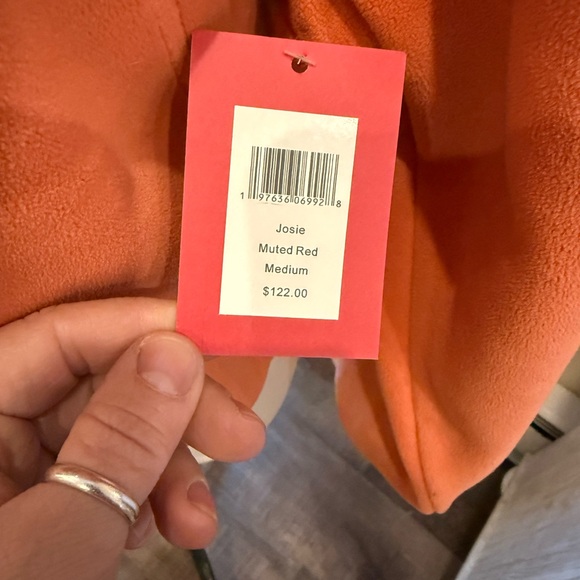 1 97636 06992 8
Josie
Muted Red
Medium
$122.00